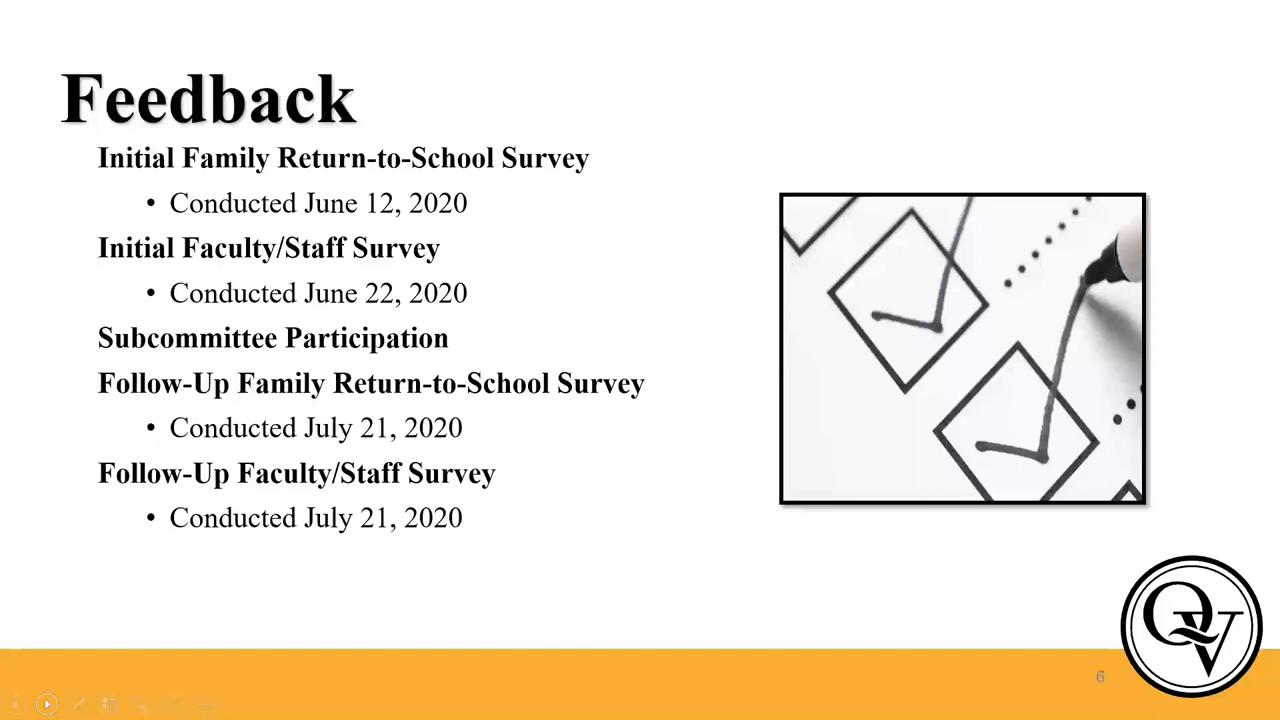 Feedback
Initial Family Return-to-School Survey
• Conducted June 12, 2020
Initial Faculty/Staff Survey
• Conducted June 22, 2020
Subcommittee Participation
Follow-Up Family Return-to-School Survey
• Conducted July 21, 2020
Follow-Up Faculty/Staff Survey
• Conducted July 21, 2020
6
QV